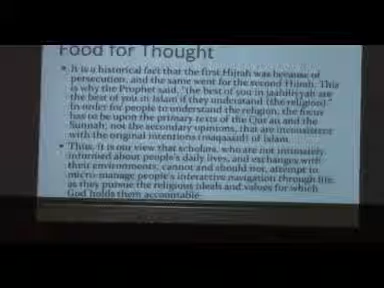 Food for Thought
• It is a historical fact that the first Hijrah was because of
persecution, and the same went for the second Hijrah. This
is why the Prophet said, "the best of you in Jaahiliyyah are
the best of you in Islam if they understand (the religion)."
In order for people to understand the religion, the focus
has to be upon the primary texts of the Qur'an and the
Sunnah; not the secondary opinions, that are inconsistent
with the original intentions (maqaasid) of Islam.
• Thus, it is our view that scholars, who are not intimately
informed about people's daily lives, and exchanges with
their environments, cannot and should not, attempt to
micro-manage people's interactive navigation through life,
as they pursue the religious ideals and values for which
God holds them accountable.